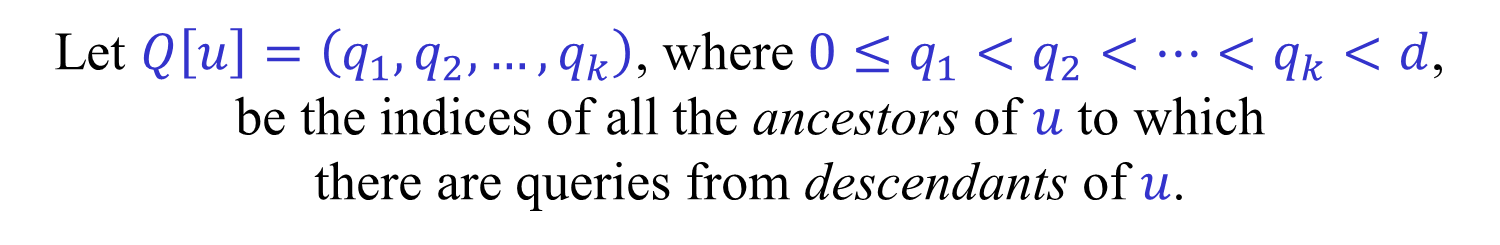 Let Q[u] = (q₁, q₂, … , qₖ), where 0 ≤ q₁ < q₂ < ⋯ < qₖ < d,
be the indices of all the ancestors of u to which
there are queries from descendants of u.